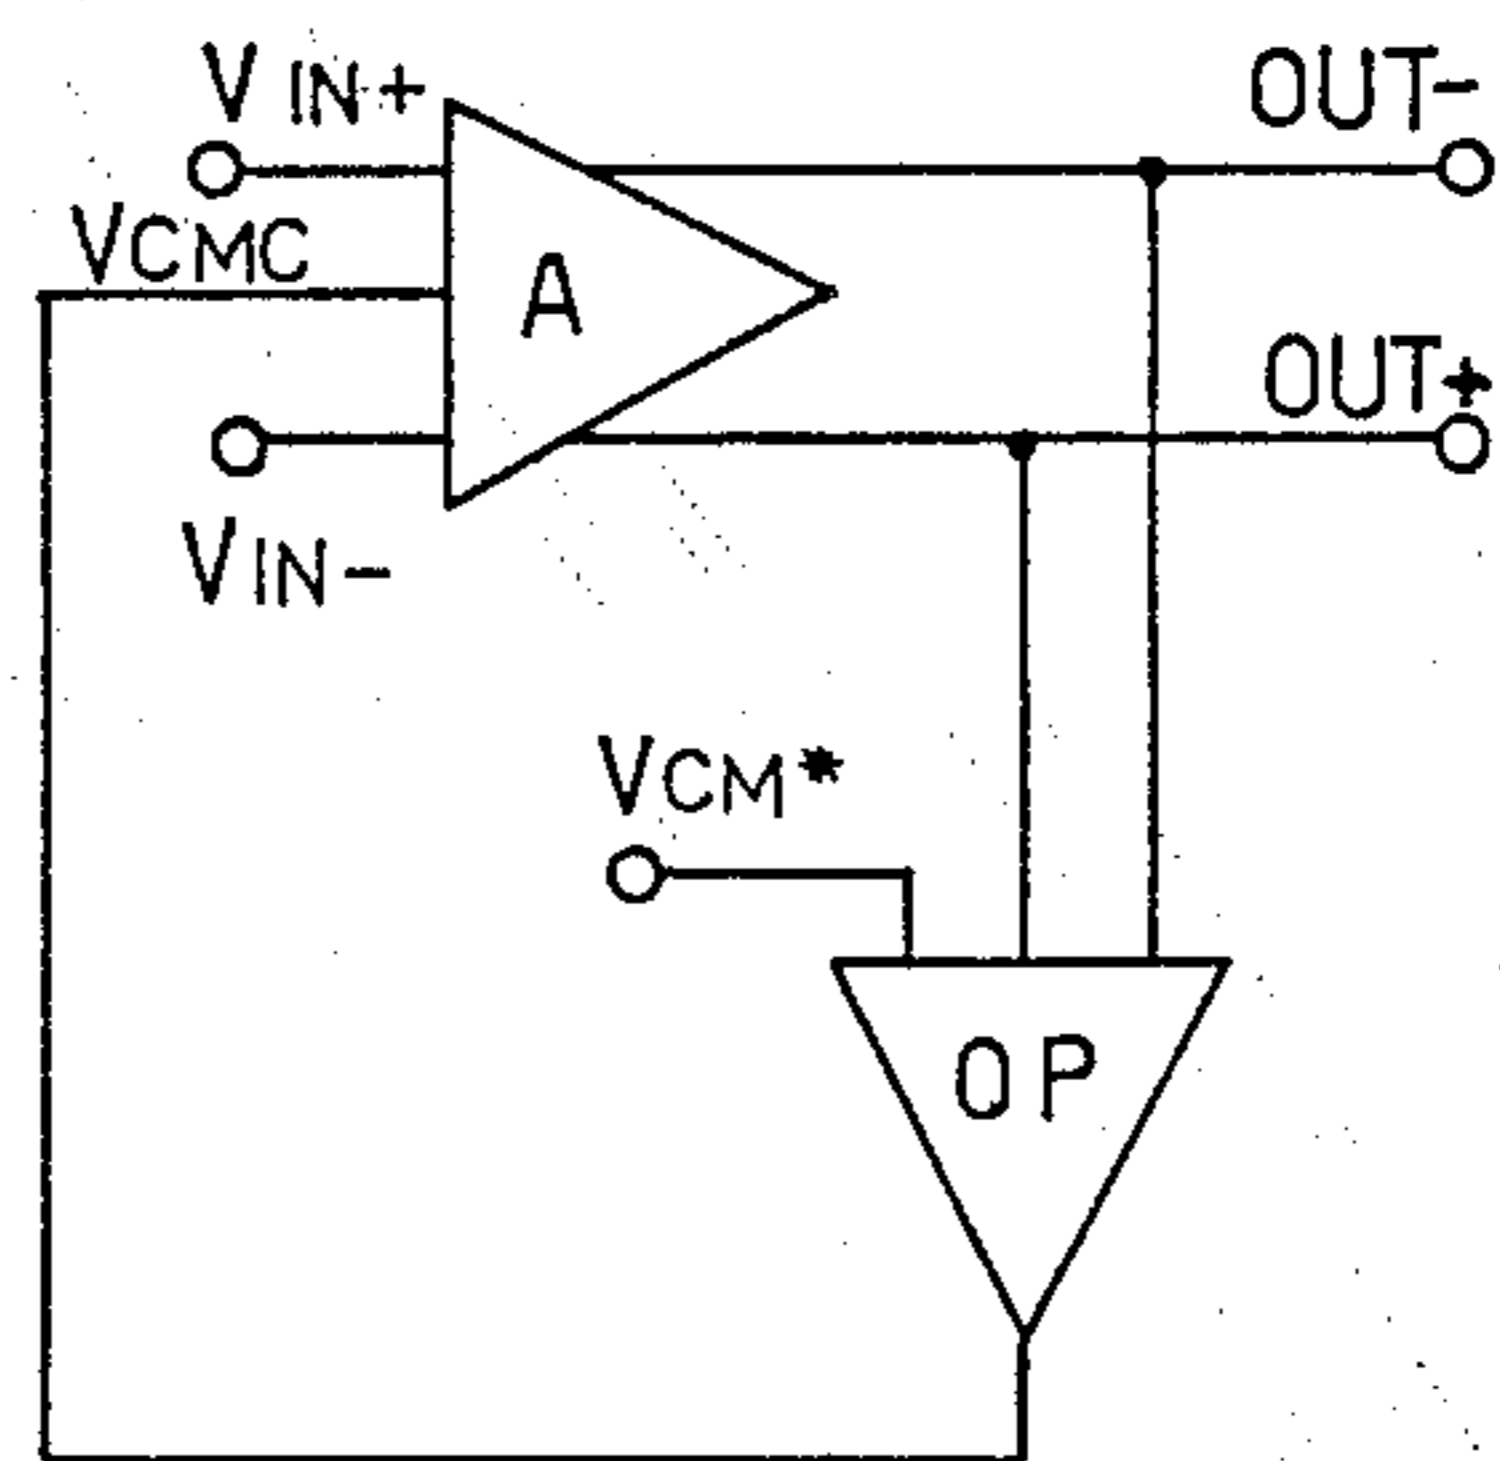 VIN+
OUT-
VCMC
A
OUT+
VIN-
VCM*
OP